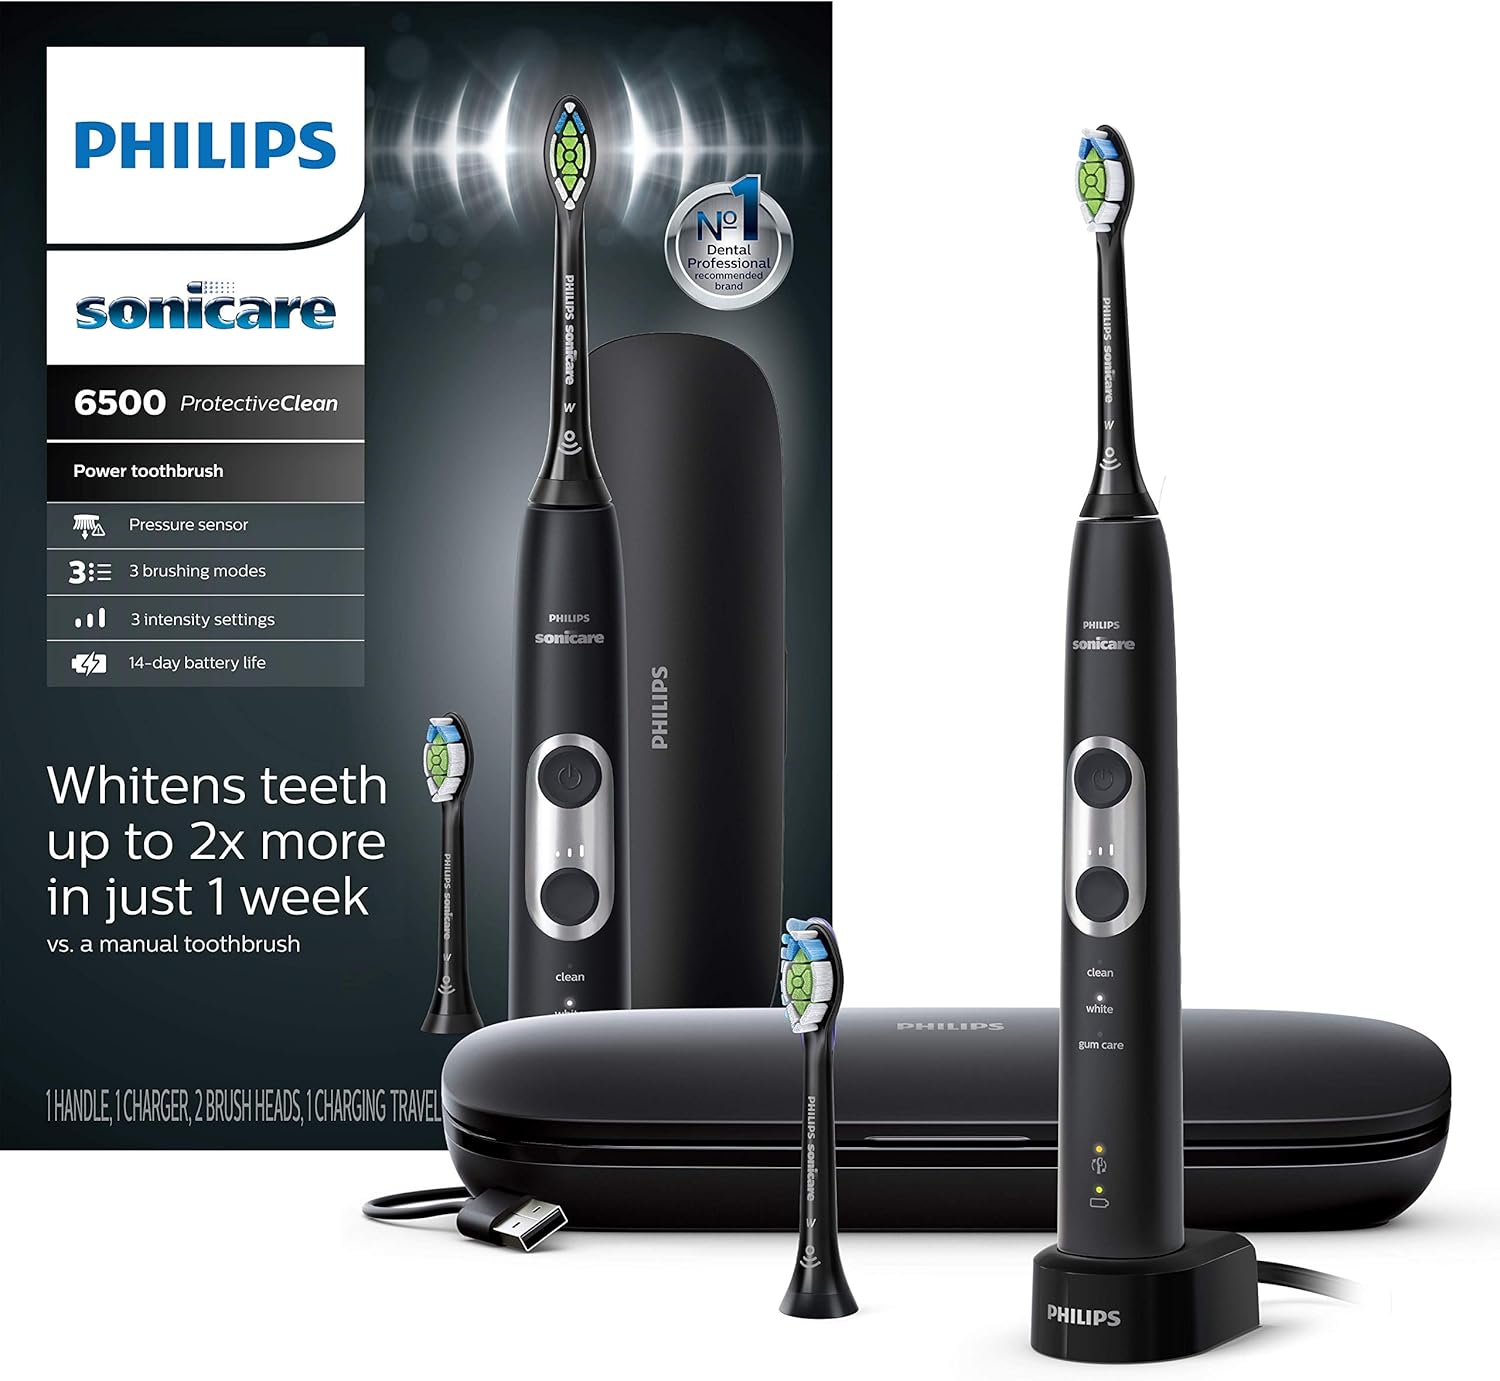 PHILIPS
sonicare
6500 ProtectiveClean
Power toothbrush
Pressure sensor
3 3 brushing modes
3 intensity settings
14-day battery life
Whitens teeth
up to 2x more
in just 1 week
vs. a manual toothbrush
1 HANDLE, 1 CHARGER, 2 BRUSH HEADS, 1 CHARGING TRAVEL
Nº1
Dental
Professional
recommended
brand
PHILIPS sonicare
W
PHILIPS
sonicare
clean
white
PHILIPS
PHILIPS sonicare
W
PHILIPS
PHILIPS sonicare
W
PHILIPS sonicare
W
PHILIPS
sonicare
clean
white
gum care
PHILIPS